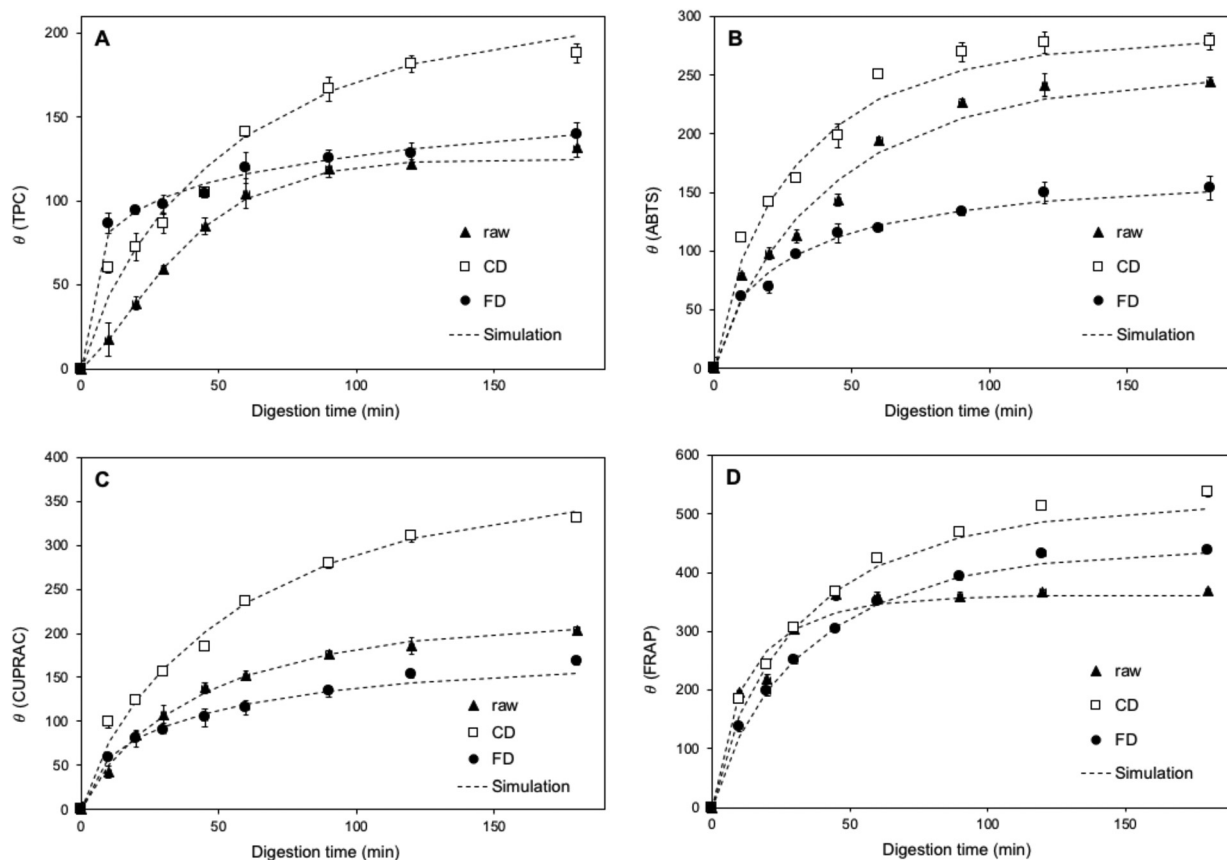 A
θ (TPC)
200
150
100
50
0
raw
CD
FD
Simulation
0 50 100 150
Digestion time (min)
B
θ (ABTS)
300
250
200
150
100
50
0
raw
CD
FD
Simulation
0 50 100 150
Digestion time (min)
C
θ (CUPRAC)
400
350
300
250
200
150
100
50
0
raw
CD
FD
Simulation
0 50 100 150
Digestion time (min)
D
θ (FRAP)
600
500
400
300
200
100
0
raw
CD
FD
Simulation
0 50 100 150
Digestion time (min)